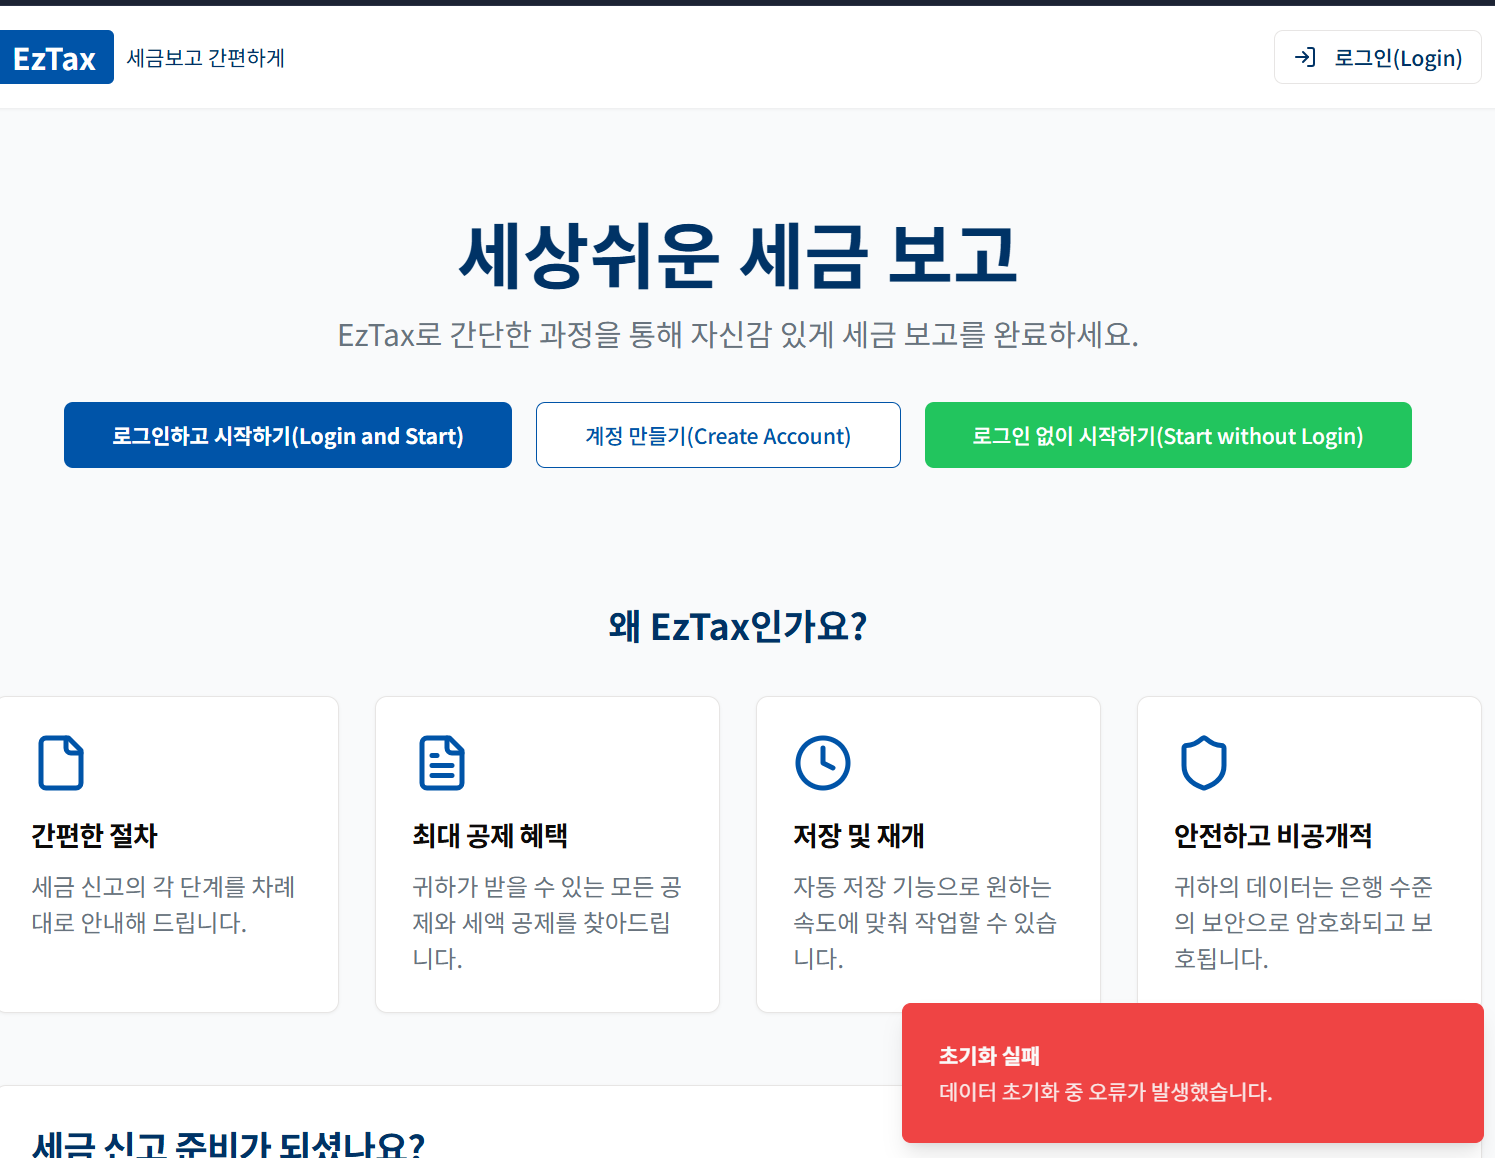 EzTax 세금보고 간편하게
로그인(Login)
세상쉬운 세금 보고
EzTax로 간단한 과정을 통해 자신감 있게 세금 보고를 완료하세요.
로그인하고 시작하기(Login and Start)
계정 만들기(Create Account)
로그인 없이 시작하기(Start without Login)
왜 EzTax인가요?
간편한 절차
세금 신고의 각 단계를 차례
대로 안내해 드립니다.
최대 공제 혜택
귀하가 받을 수 있는 모든 공
제와 세액 공제를 찾아드립
니다.
저장 및 재개
자동 저장 기능으로 원하는
속도에 맞춰 작업할 수 있습
니다.
안전하고 비공개적
귀하의 데이터는 은행 수준
의 보안으로 암호화되고 보
호됩니다.
초기화 실패
데이터 초기화 중 오류가 발생했습니다.
세금 신고 준비가 되셨나요?